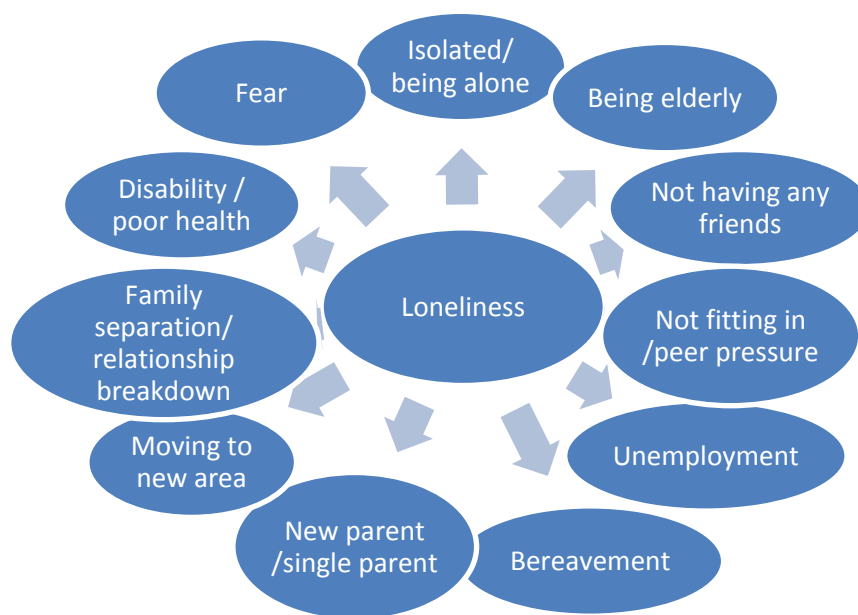 Isolated/
being alone
Being elderly
Not having any
friends
Not fitting in
/peer pressure
Unemployment
Bereavement
New parent
/single parent
Moving to
new area
Family
separation/
relationship
breakdown
Disability /
poor health
Fear
Loneliness